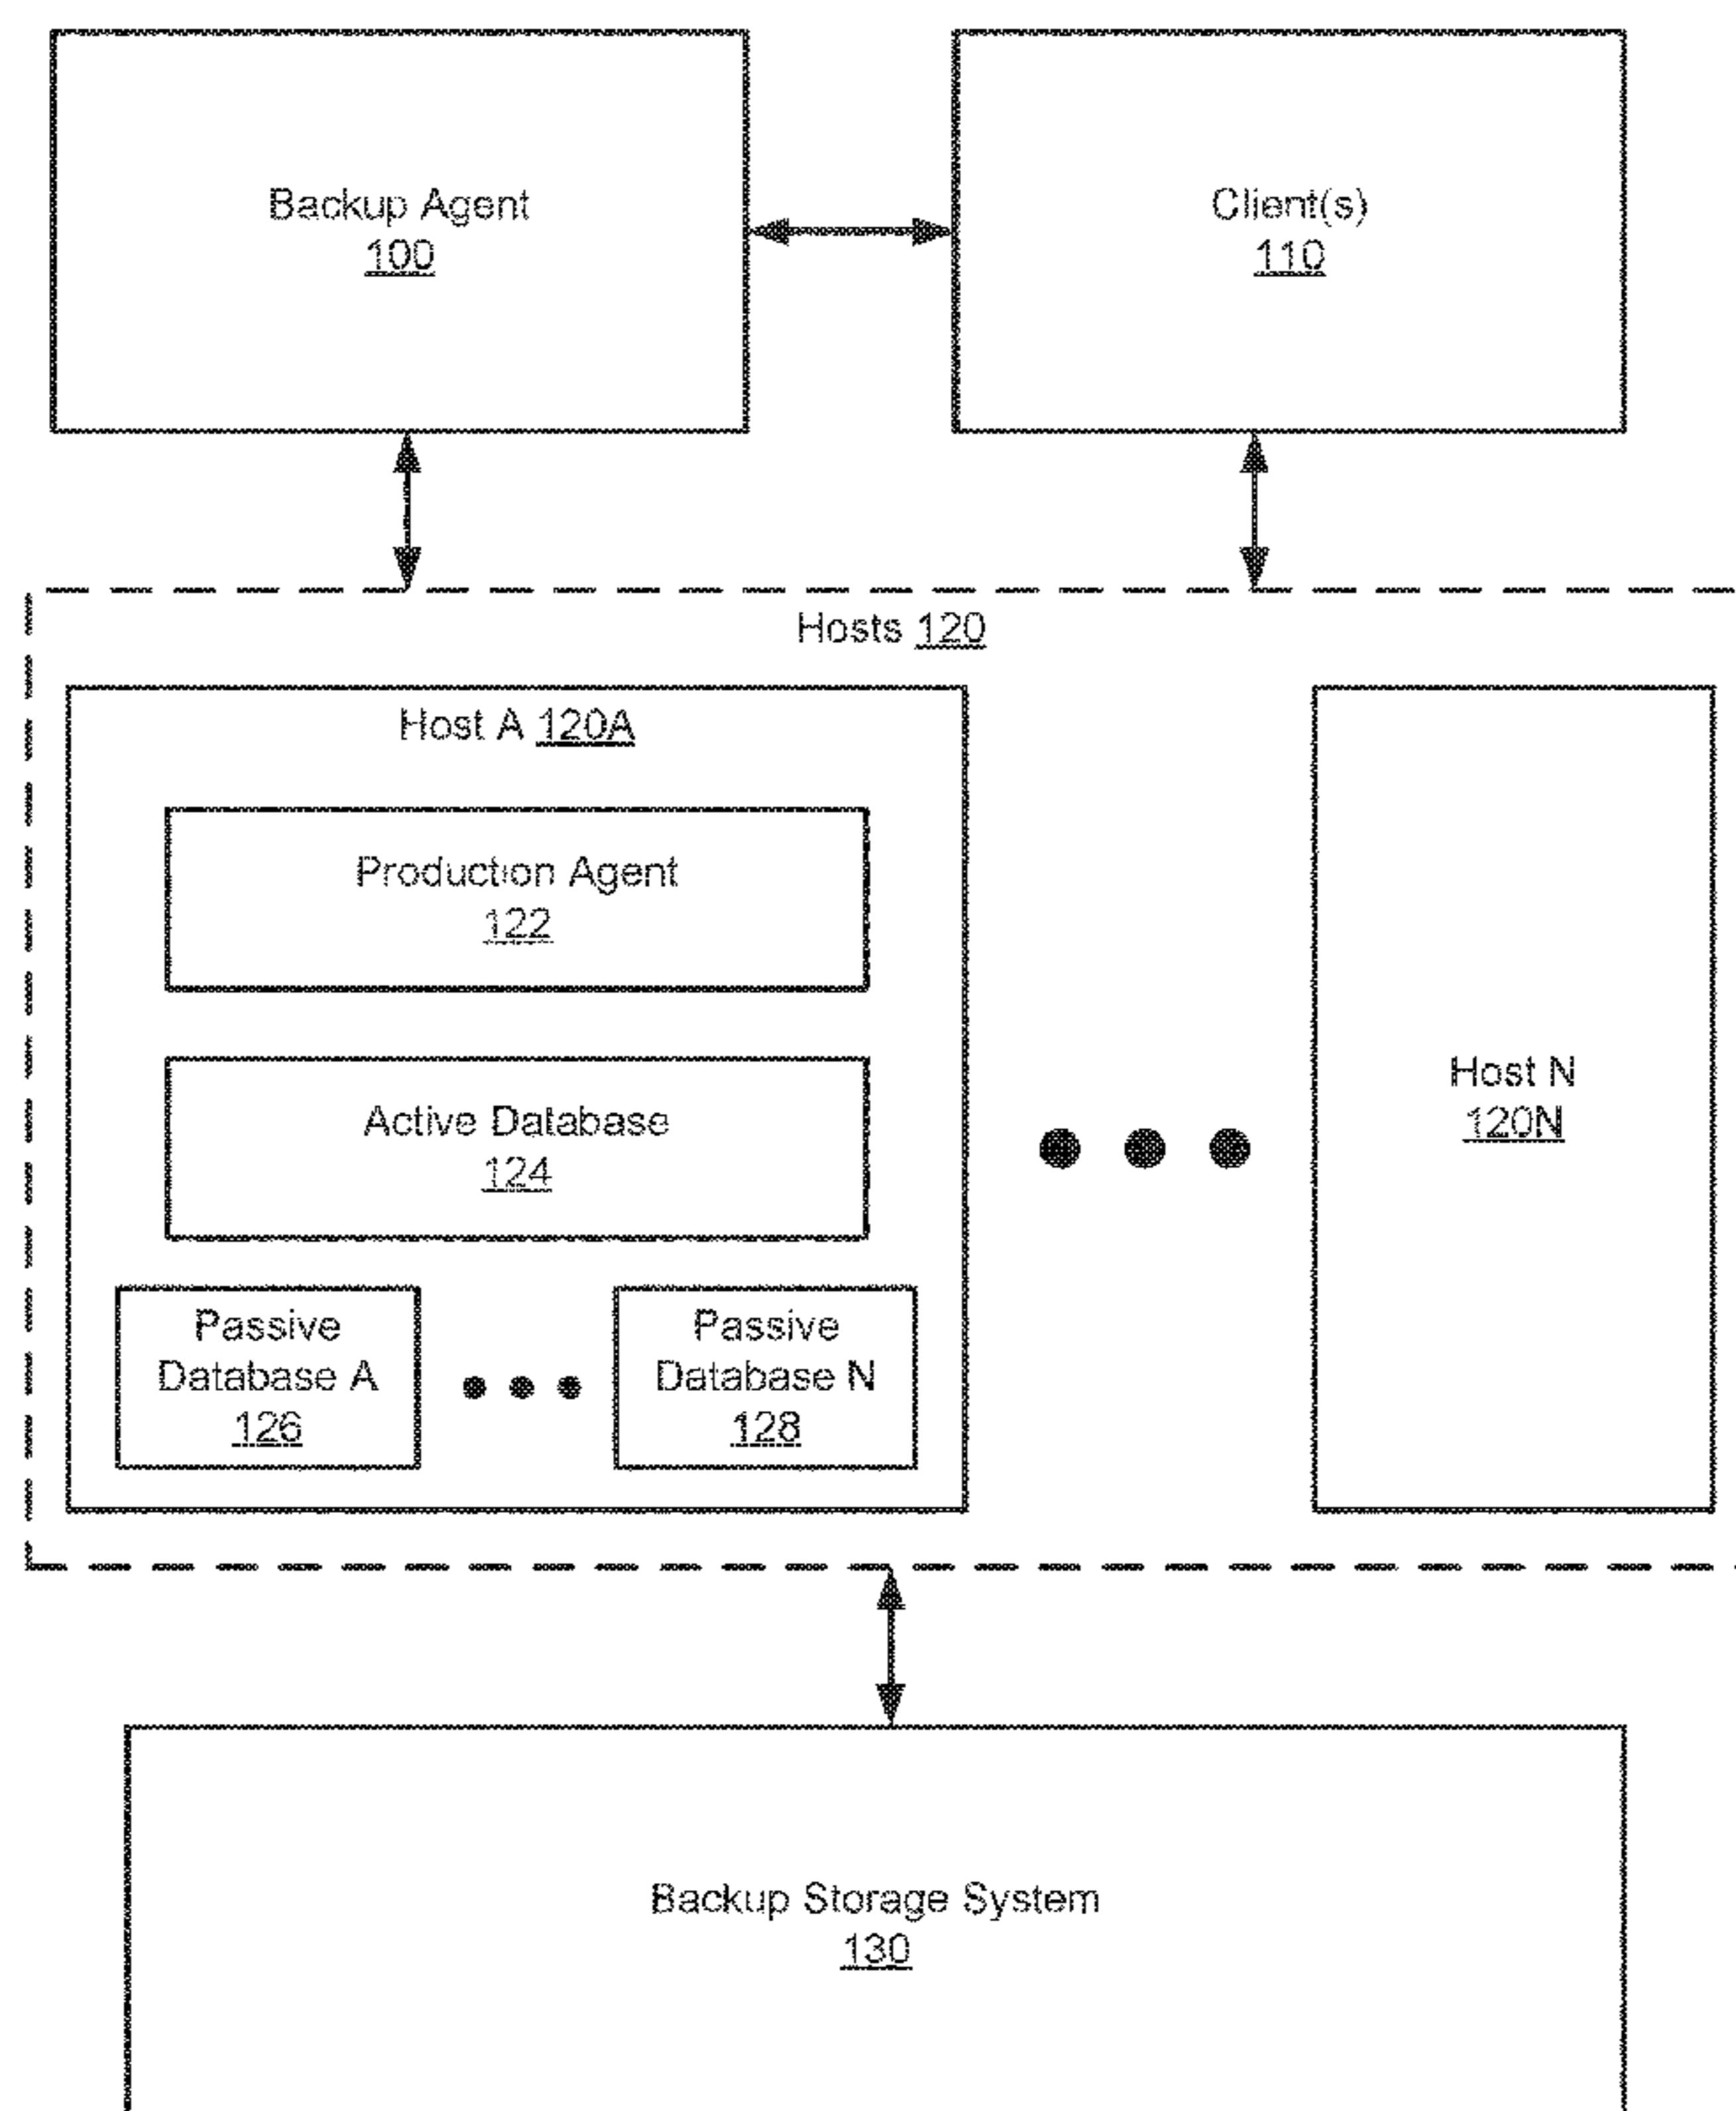 Backup Agent
100
Client(s)
110
Hosts 120
Host A 120A
Production Agent
122
Active Database
124
Passive
Database A
126
Passive
Database N
128
Host N
120N
Backup Storage System
130